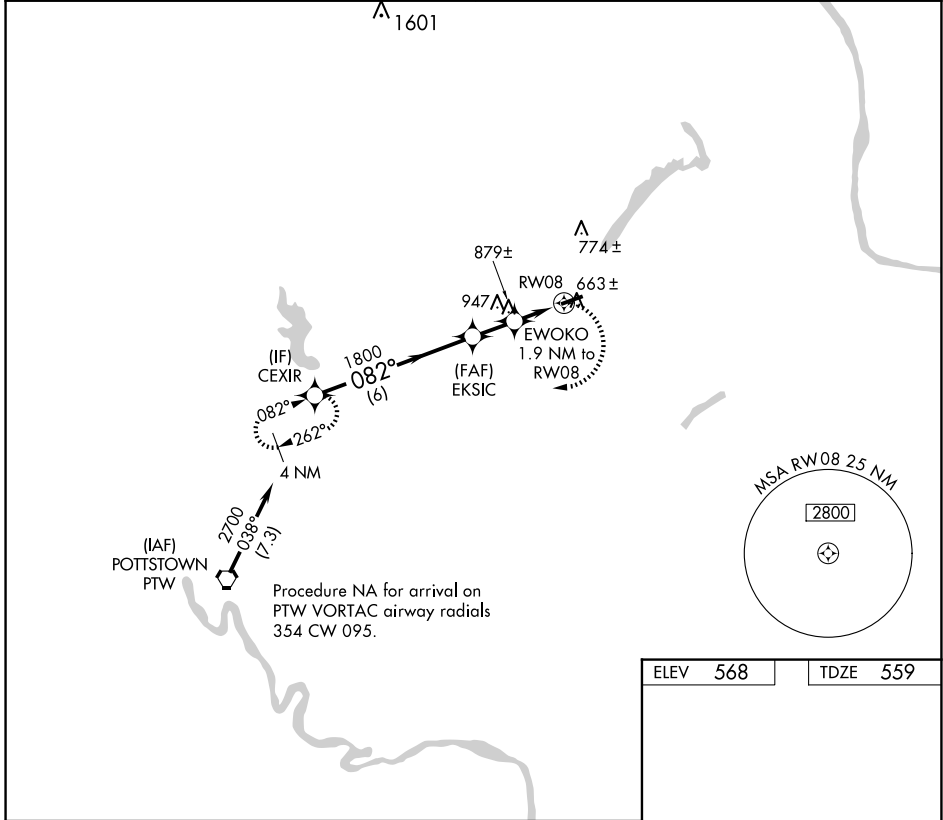 1601
774±
879±
RW08
663±
947
EWOKO
1.9 NM to
RW08
(FAF)
EKSIC
(IF)
CEXIR
1800
082°
(6)
082°
262°
4 NM
2700
038°
(7.3)
(IAF)
POTTSTOWN
PTW
Procedure NA for arrival on
PTW VORTAC airway radials
354 CW 095.
MSA RW08 25 NM
2800
ELEV 568
TDZE 559